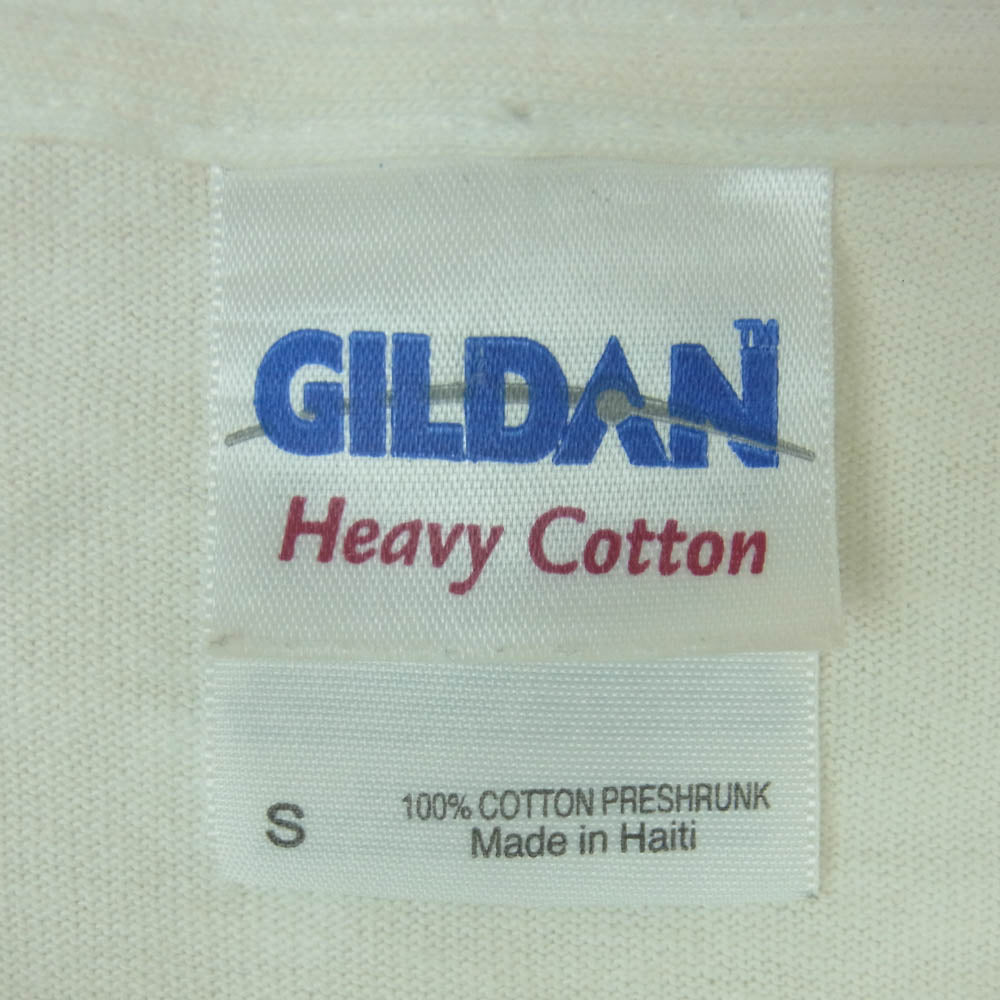 GILDAN™
Heavy Cotton
S
100% COTTON PRESHRUNK
Made in Haiti